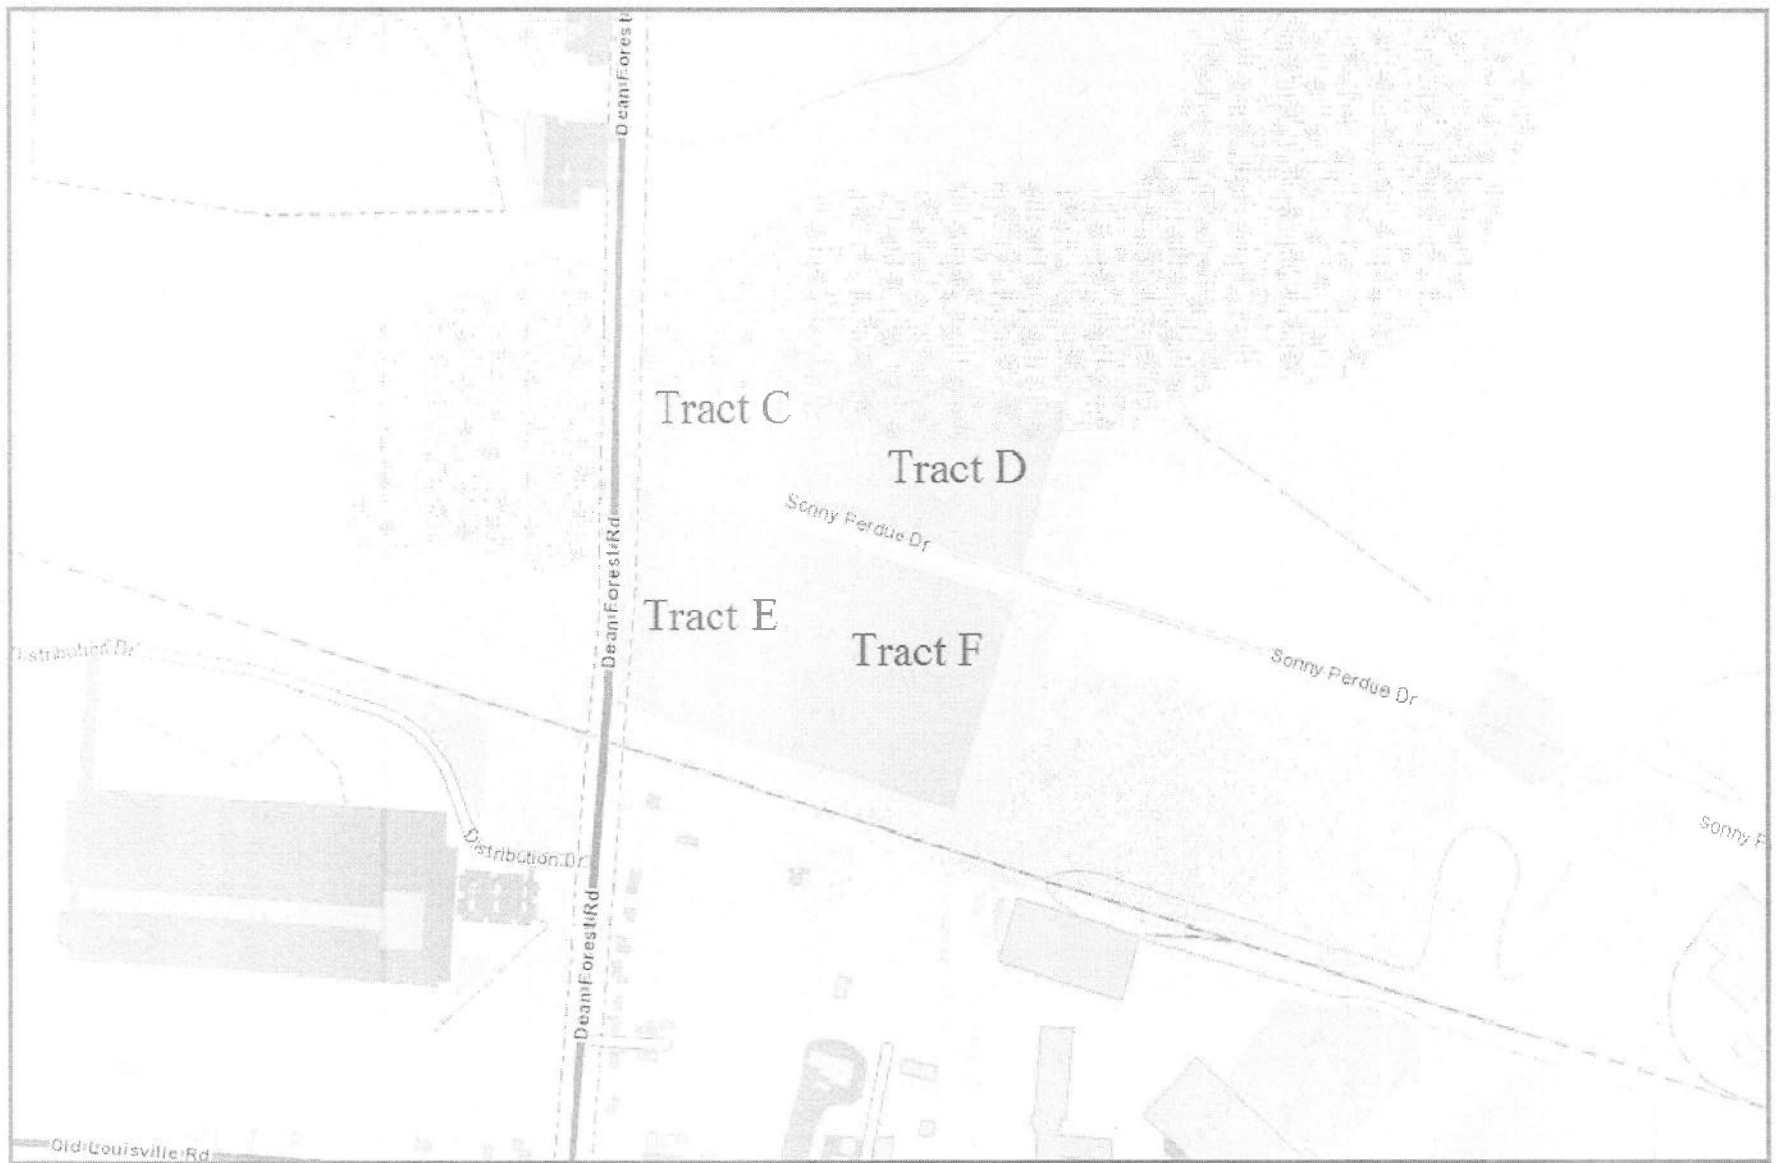 Dean Forest
Tract C
Tract D
Sonny Perdue Dr
Dean Forest Rd
Tract E
Tract F
Distribution Dr
Sonny Perdue Dr
Sonny P
Distribution Dr
Dean Forest Rd
Old Louisville Rd